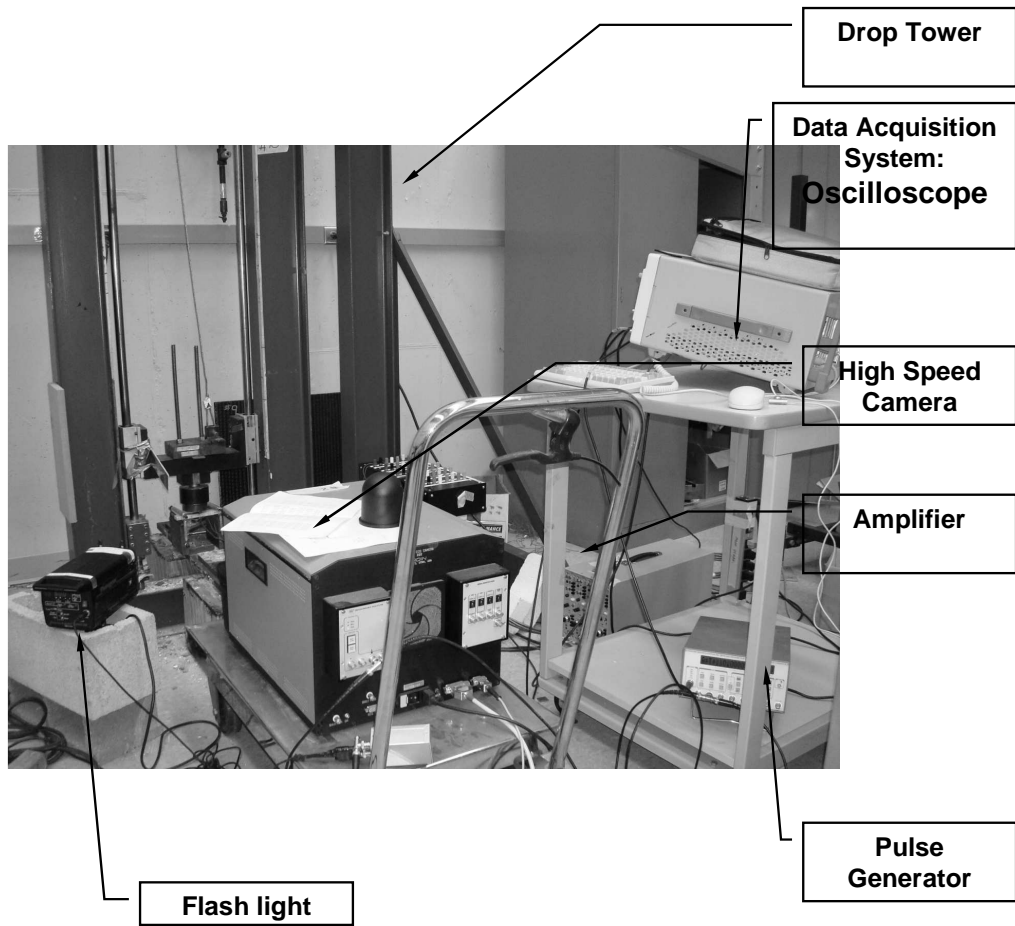 Drop Tower
Data Acquisition
System:
Oscilloscope
High Speed
Camera
Amplifier
Pulse
Generator
Flash light